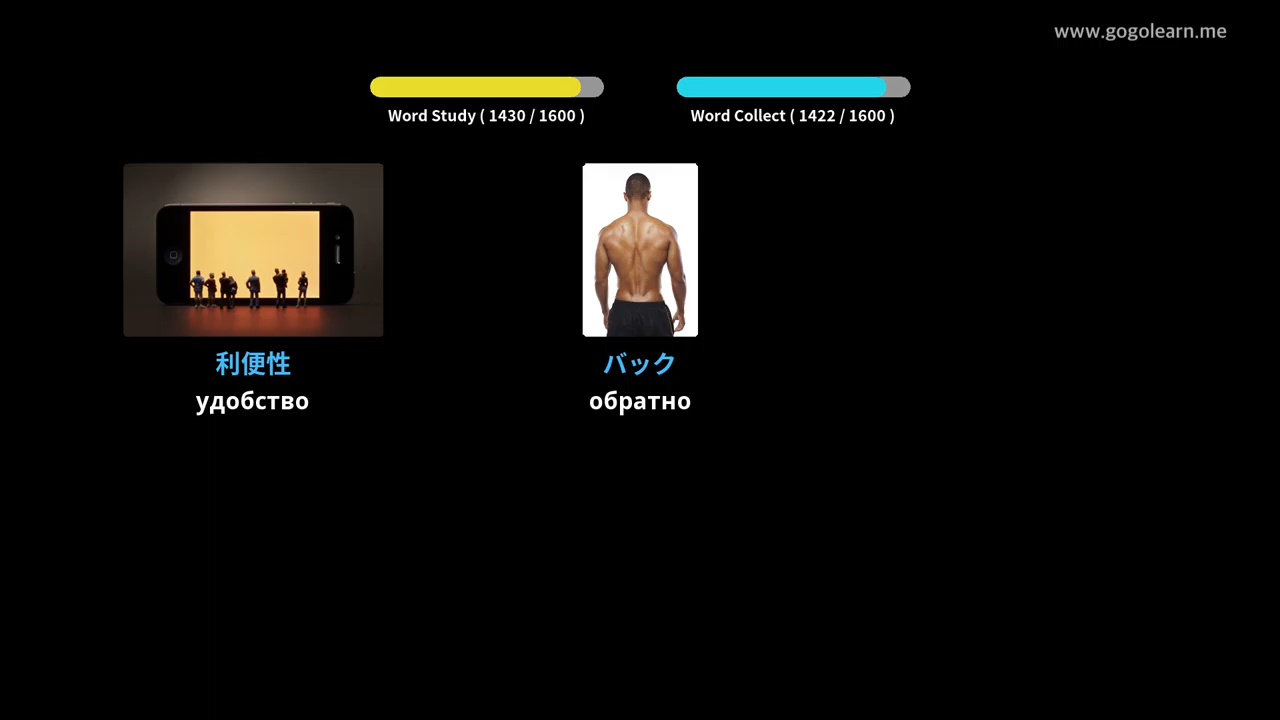 www.gogolearn.me
Word Study ( 1430 / 1600 )
Word Collect ( 1422 / 1600 )
利便性
удобство
バック
обратно